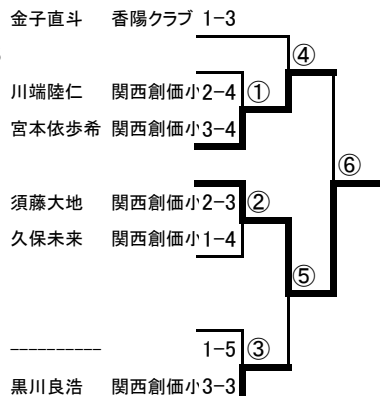 金子直斗 香陽クラブ 1-3
④
川端陸仁 関西創価小 2-4 ①
宮本依歩希 関西創価小 3-4
⑥
須藤大地 関西創価小 2-3 ②
久保未来 関西創価小 1-4
⑤
---------- 1-5 ③
黒川良浩 関西創価小 3-3